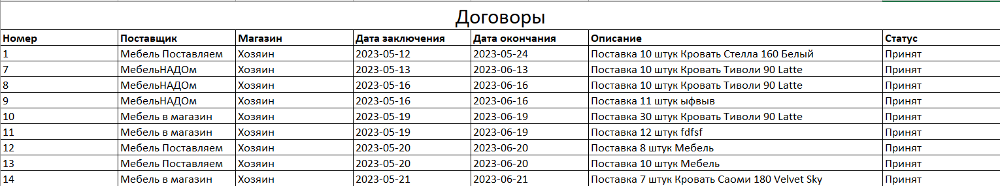 Договоры
Номер Поставщик Магазин Дата заключения Дата окончания Описание Статус
1 Мебель Поставляем Хозяин 2023-05-12 2023-05-24 Поставка 10 штук Кровать Стелла 160 Белый Принят
7 МебельНАДОм Хозяин 2023-05-13 2023-06-13 Поставка 10 штук Кровать Тиволи 90 Latte Принят
8 МебельНАДОм Хозяин 2023-05-16 2023-06-16 Поставка 10 штук Кровать Тиволи 90 Latte Принят
9 МебельНАДОм Хозяин 2023-05-16 2023-06-16 Поставка 11 штук ыфвыв Принят
10 Мебель в магазин Хозяин 2023-05-19 2023-06-19 Поставка 30 штук Кровать Тиволи 90 Latte Принят
11 Мебель в магазин Хозяин 2023-05-19 2023-06-19 Поставка 12 штук fdfsf Принят
12 Мебель Поставляем Хозяин 2023-05-20 2023-06-20 Поставка 8 штук Мебель Принят
13 Мебель Поставляем Хозяин 2023-05-20 2023-06-20 Поставка 10 штук Мебель Принят
14 Мебель в магазин Хозяин 2023-05-21 2023-06-21 Поставка 7 штук Кровать Саоми 180 Velvet Sky Принят